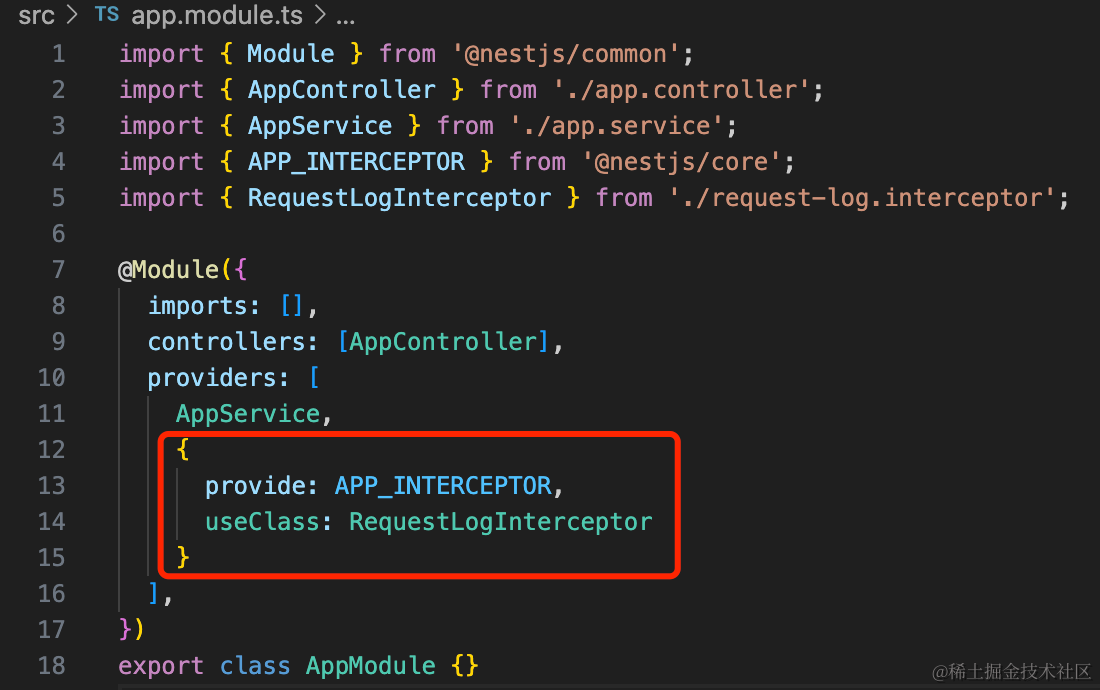 src > TS app.module.ts > ...
1 import { Module } from '@nestjs/common';
2 import { AppController } from './app.controller';
3 import { AppService } from './app.service';
4 import { APP_INTERCEPTOR } from '@nestjs/core';
5 import { RequestLogInterceptor } from './request-log.interceptor';
6
7 @Module({
8   imports: [],
9   controllers: [AppController],
10   providers: [
11     AppService,
12     {
13       provide: APP_INTERCEPTOR,
14       useClass: RequestLogInterceptor
15     }
16   ],
17 })
18 export class AppModule {}
@稀土掘金技术社区